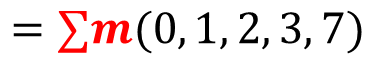 = ∑m(0, 1, 2, 3, 7)